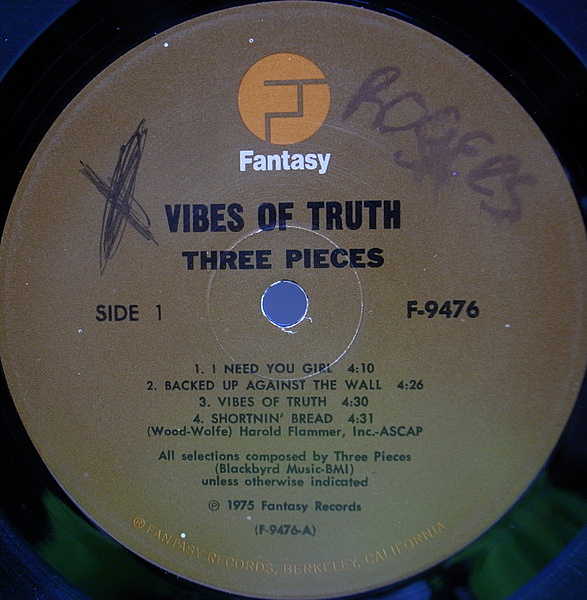 ROGERS
X
Fantasy
VIBES OF TRUTH
THREE PIECES
SIDE 1
F-9476
1. I NEED YOU GIRL 4:10
2. BACKED UP AGAINST THE WALL 4:26
3. VIBES OF TRUTH 4:30
4. SHORTNIN' BREAD 4:31
(Wood-Wolfe) Harold Flammer, Inc.-ASCAP
All selections composed by Three Pieces
(Blackbyrd Music-BMI)
unless otherwise indicated
℗ 1975 Fantasy Records
(F-9476-A)
® FANTASY RECORDS, BERKELEY, CALIFORNIA